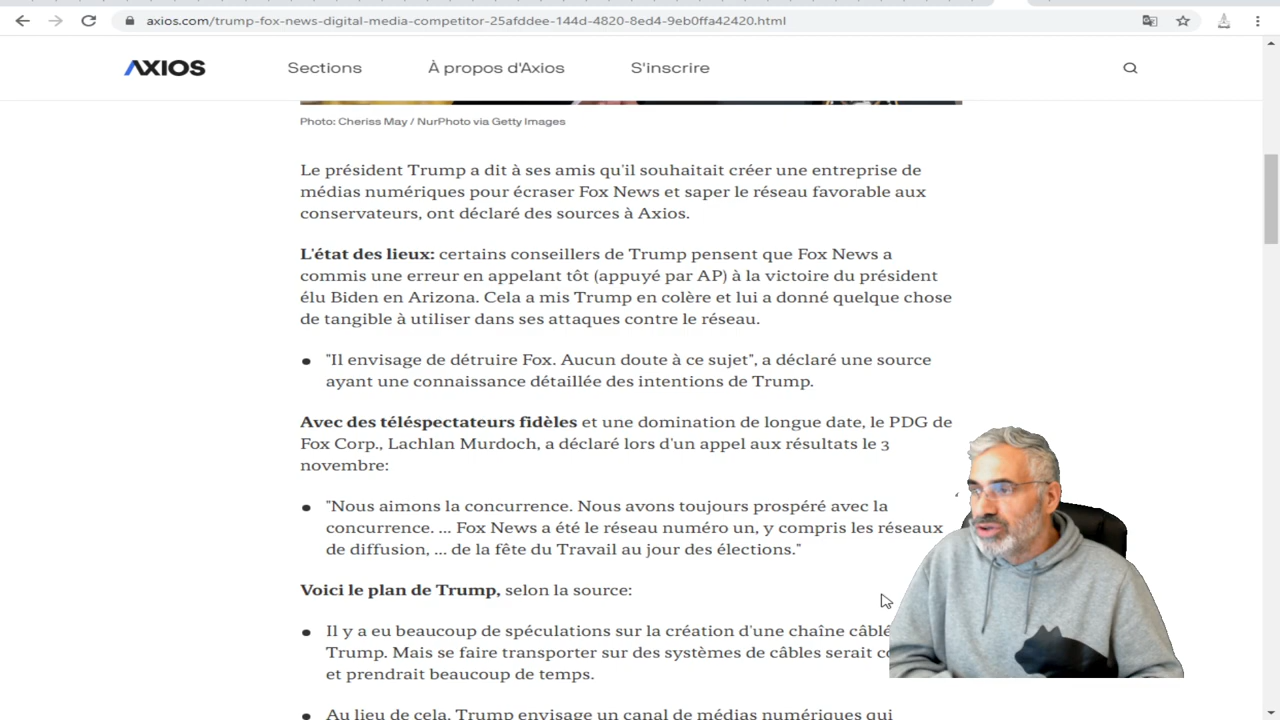 axios.com/trump-fox-news-digital-media-competitor-25afddee-144d-4820-8ed4-9eb0ffa42420.html
AXIOS Sections À propos d'Axios S'inscrire
Photo: Cheriss May / NurPhoto via Getty Images
Le président Trump a dit à ses amis qu'il souhaitait créer une entreprise de
médias numériques pour écraser Fox News et saper le réseau favorable aux
conservateurs, ont déclaré des sources à Axios.
L'état des lieux: certains conseillers de Trump pensent que Fox News a
commis une erreur en appelant tôt (appuyé par AP) à la victoire du président
élu Biden en Arizona. Cela a mis Trump en colère et lui a donné quelque chose
de tangible à utiliser dans ses attaques contre le réseau.
• "Il envisage de détruire Fox. Aucun doute à ce sujet", a déclaré une source
ayant une connaissance détaillée des intentions de Trump.
Avec des téléspectateurs fidèles et une domination de longue date, le PDG de
Fox Corp., Lachlan Murdoch, a déclaré lors d'un appel aux résultats le 3
novembre:
• "Nous aimons la concurrence. Nous avons toujours prospéré avec la
concurrence. ... Fox News a été le réseau numéro un, y compris les réseaux
de diffusion, ... de la fête du Travail au jour des élections."
Voici le plan de Trump, selon la source:
• Il y a eu beaucoup de spéculations sur la création d'une chaîne
Trump. Mais se faire transporter sur des systèmes de câbles serait
et prendrait beaucoup de temps.
• Au lieu de cela, Trump envisage un canal de médias numériques qui